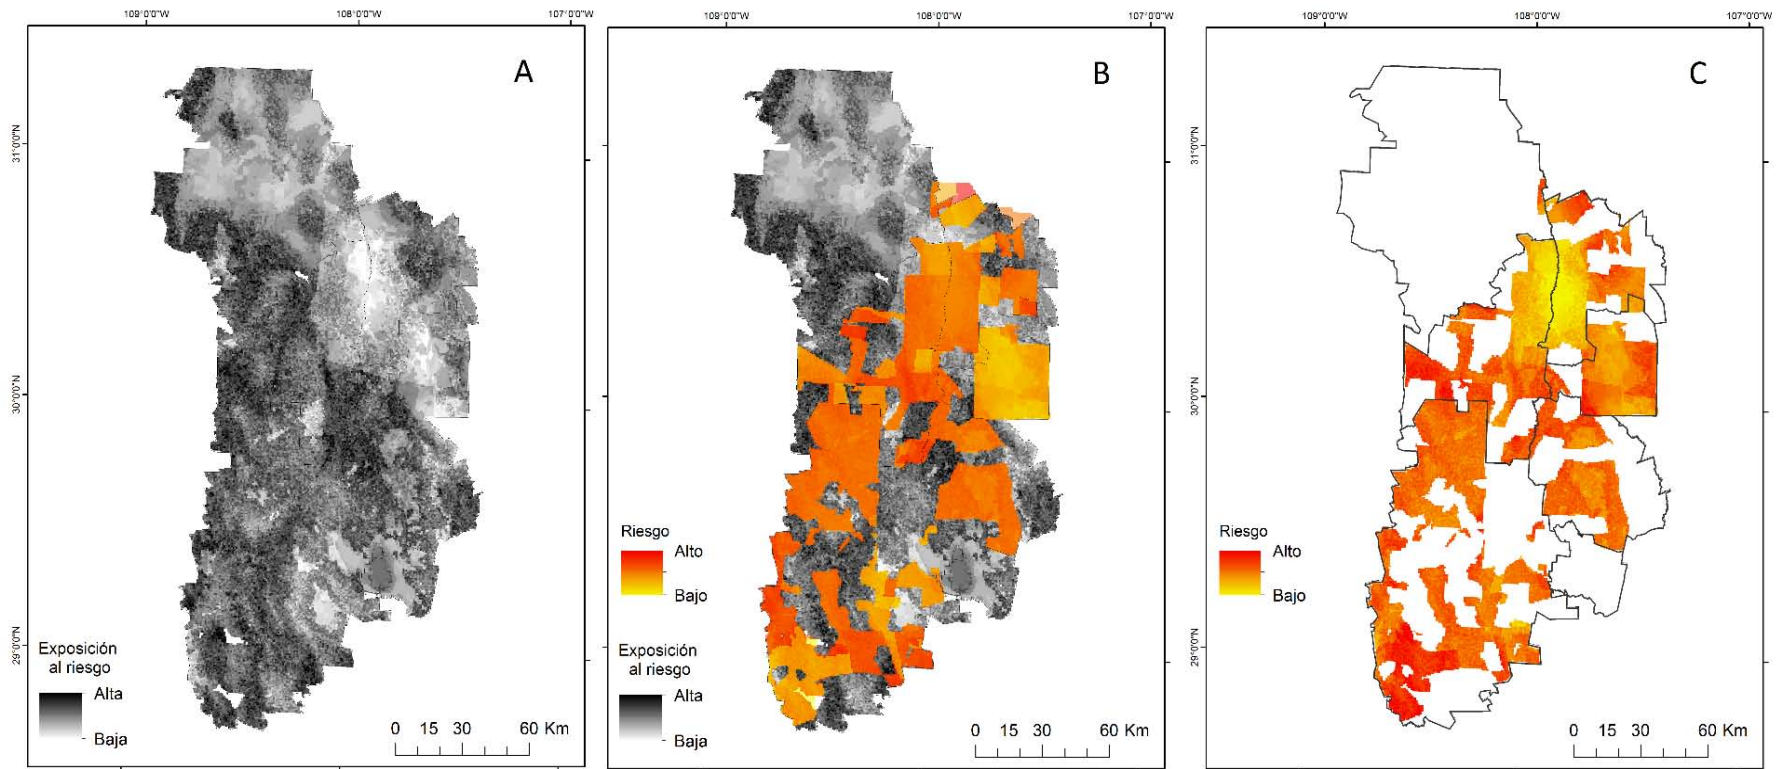 109°0'0"W
108°0'0"W
107°0'0"W
A
31°0'0"N
30°0'0"N
29°0'0"N
Exposición
al riesgo
Alta
Baja
0 15 30 60 Km
109°0'0"W
108°0'0"W
107°0'0"W
B
Riesgo
Alto
Bajo
Exposición
al riesgo
Alta
Baja
0 15 30 60 Km
109°0'0"W
108°0'0"W
107°0'0"W
C
31°0'0"N
30°0'0"N
29°0'0"N
Riesgo
Alto
Bajo
0 15 30 60 Km